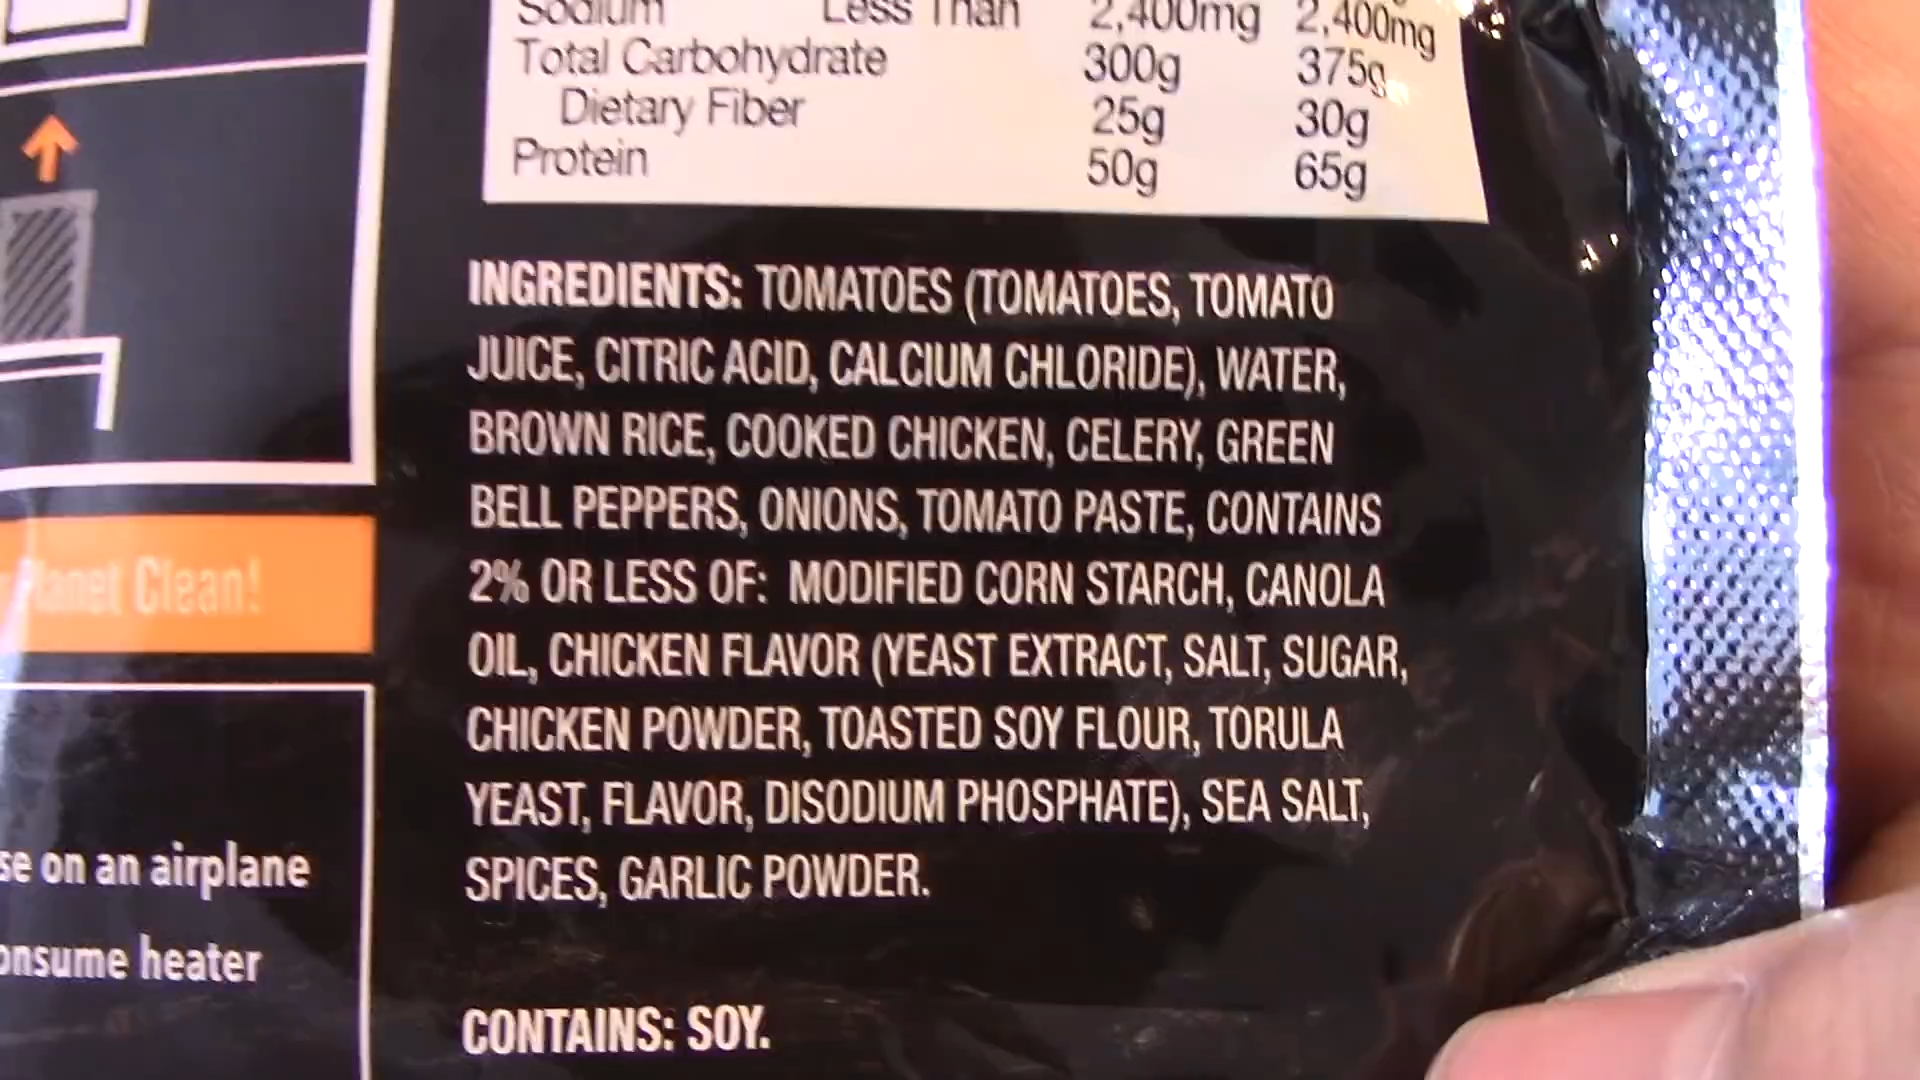 Sodium Less Than 2,400mg 2,400mg
Total Carbohydrate 300g 375g
Dietary Fiber 25g 30g
Protein 50g 65g
INGREDIENTS: TOMATOES (TOMATOES, TOMATO
JUICE, CITRIC ACID, CALCIUM CHLORIDE), WATER,
BROWN RICE, COOKED CHICKEN, CELERY, GREEN
BELL PEPPERS, ONIONS, TOMATO PASTE, CONTAINS
2% OR LESS OF: MODIFIED CORN STARCH, CANOLA
OIL, CHICKEN FLAVOR (YEAST EXTRACT, SALT, SUGAR,
CHICKEN POWDER, TOASTED SOY FLOUR, TORULA
YEAST, FLAVOR, DISODIUM PHOSPHATE), SEA SALT,
SPICES, GARLIC POWDER.
CONTAINS: SOY.
Planet Clean!
on an airplane
heater